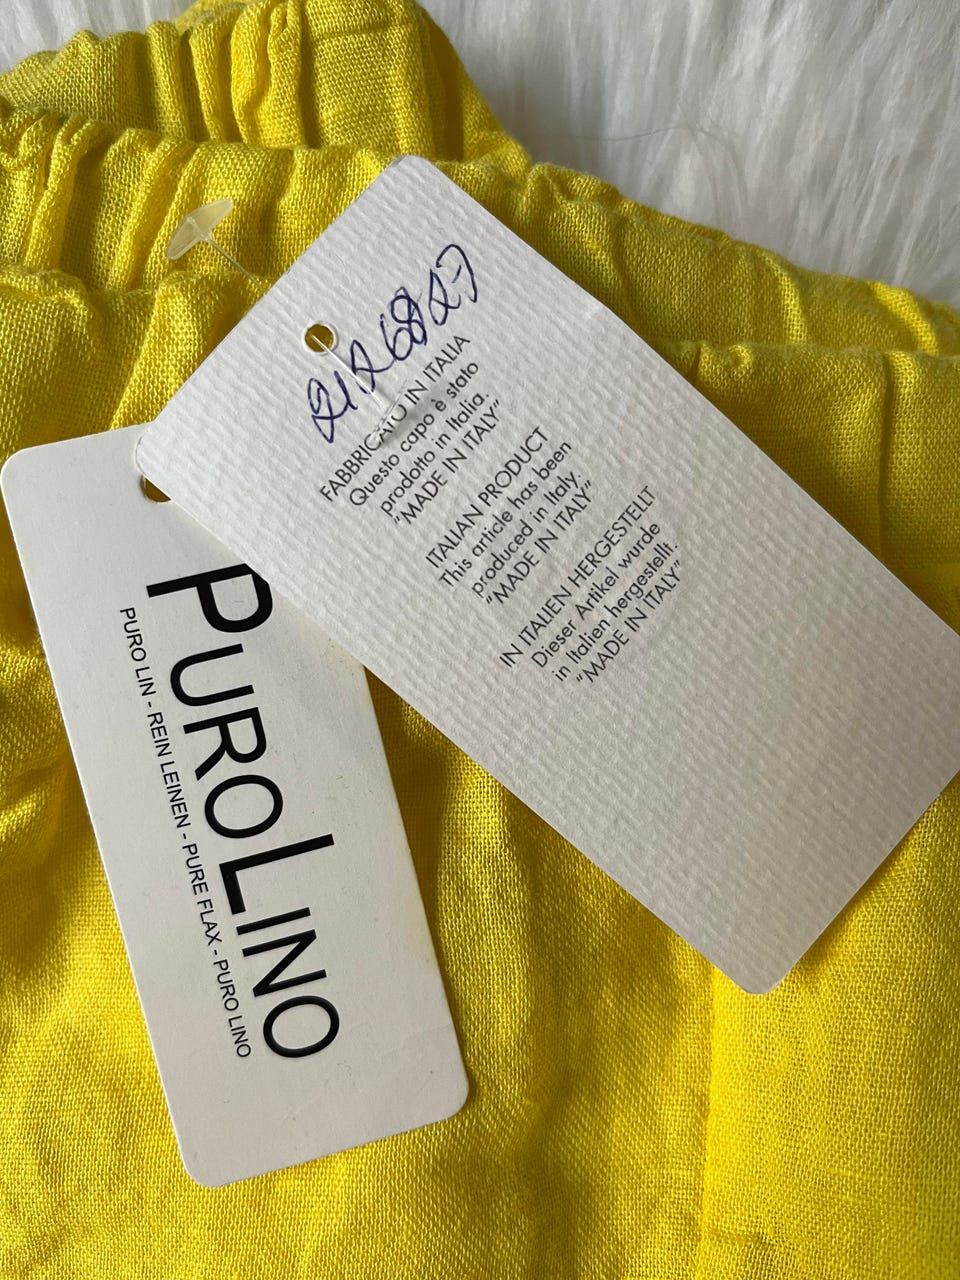 FABBRICATO IN ITALIA
Questo capo è stato
prodotto in Italia.
"MADE IN ITALY"
ITALIAN PRODUCT
This article has been
produced in Italy.
"MADE IN ITALY"
IN ITALIEN HERGESTELLT
Dieser Artikel wurde
in Italien hergestellt.
"MADE IN ITALY"
PUROLINO
PURO LIN - REIN LEINEN - PURE FLAX - PURO LINO